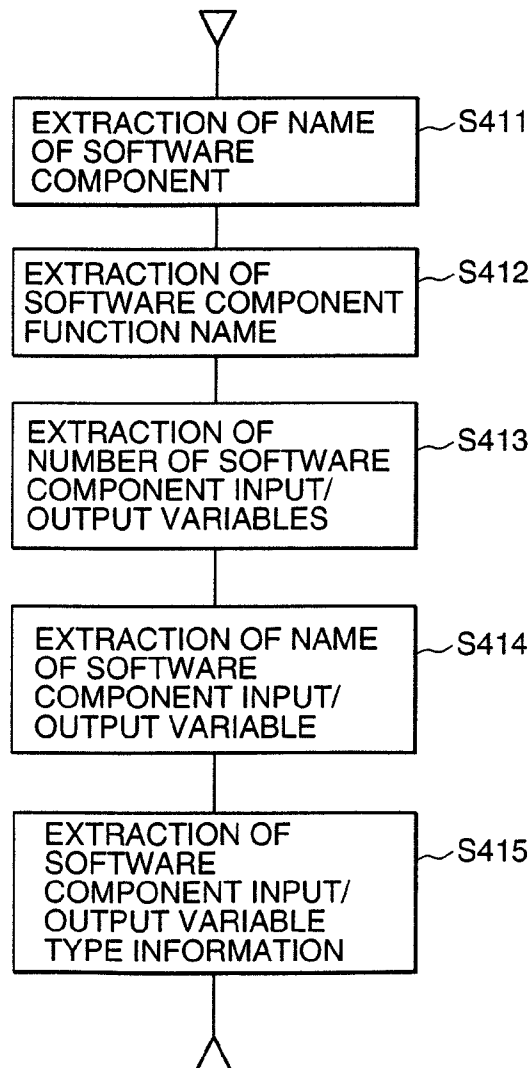 EXTRACTION OF NAME
OF SOFTWARE
COMPONENT
S411
EXTRACTION OF
SOFTWARE COMPONENT
FUNCTION NAME
S412
EXTRACTION OF
NUMBER OF SOFTWARE
COMPONENT INPUT/
OUTPUT VARIABLES
S413
EXTRACTION OF NAME
OF SOFTWARE
COMPONENT INPUT/
OUTPUT VARIABLE
S414
EXTRACTION OF
SOFTWARE
COMPONENT INPUT/
OUTPUT VARIABLE
TYPE INFORMATION
S415